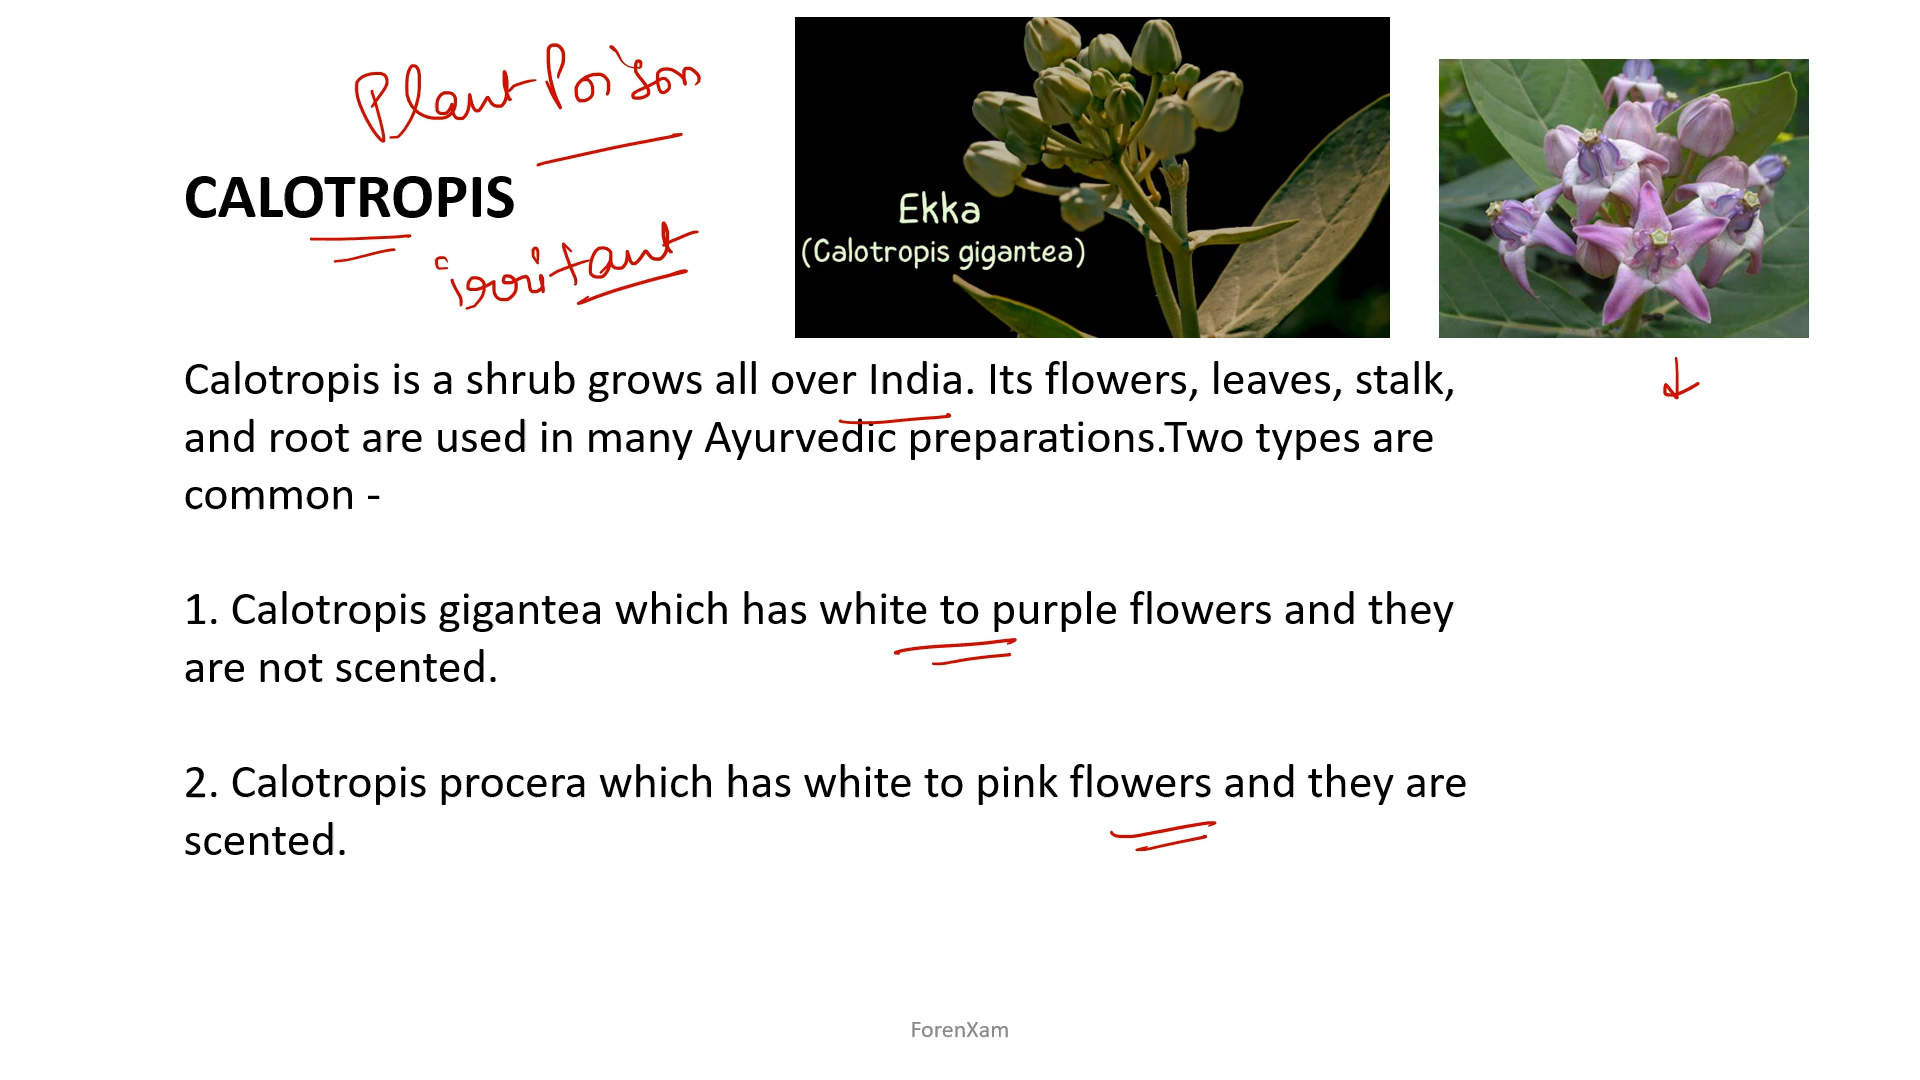 Plant Poison
CALOTROPIS
irritant
Ekka
(Calotropis gigantea)
Calotropis is a shrub grows all over India. Its flowers, leaves, stalk,
and root are used in many Ayurvedic preparations.Two types are
common -
1. Calotropis gigantea which has white to purple flowers and they
are not scented.
2. Calotropis procera which has white to pink flowers and they are
scented.
ForenXam